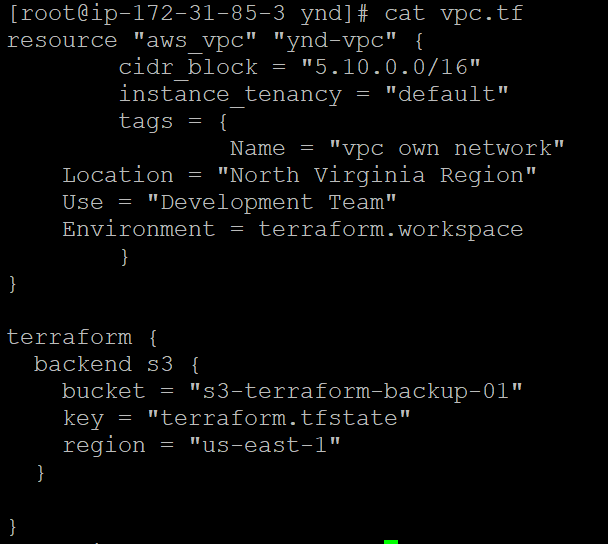 [root@ip-172-31-85-3 ynd]# cat vpc.tf
resource "aws_vpc" "ynd-vpc" {
        cidr_block = "5.10.0.0/16"
        instance_tenancy = "default"
        tags = {
                Name = "vpc own network"
    Location = "North Virginia Region"
    Use = "Development Team"
    Environment = terraform.workspace
        }
}

terraform {
  backend s3 {
    bucket = "s3-terraform-backup-01"
    key = "terraform.tfstate"
    region = "us-east-1"
  }

}